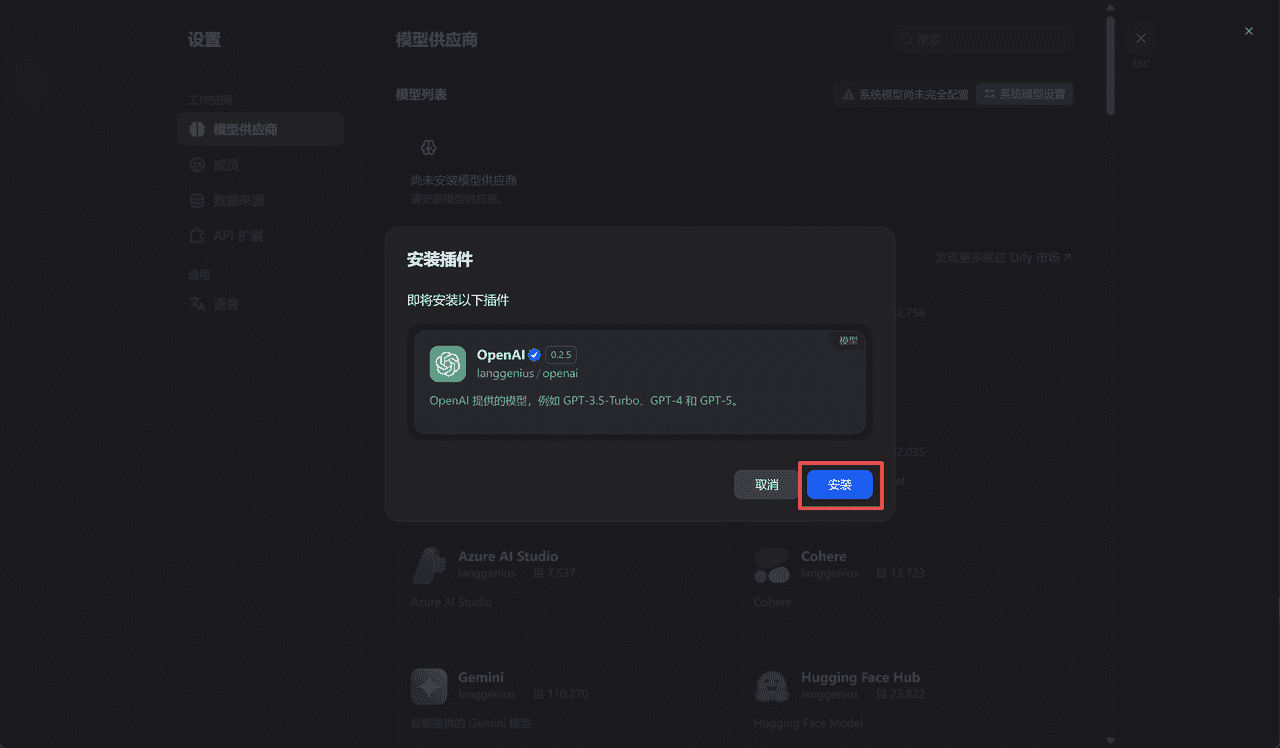 设置
模型供应商
搜索
ESC
工作空间
模型供应商
成员
数据来源
API 扩展
通用
语言
模型列表
系统模型尚未完全配置
系统模型设置
尚未安装模型供应商
请安装模型供应商。
发现更多就在 Dify 市场
2,756
安装插件
即将安装以下插件
模型
OpenAI 0.2.5
langgenius / openai
OpenAI 提供的模型，例如 GPT-3.5-Turbo、GPT-4 和 GPT-5。
2,035
取消
安装
Azure AI Studio
langgenius · 7,537
Azure AI Studio
Cohere
langgenius · 13,723
Cohere
Gemini
langgenius · 110,270
谷歌提供的 Gemini 模型.
Hugging Face Hub
langgenius · 23,822
Hugging Face Model